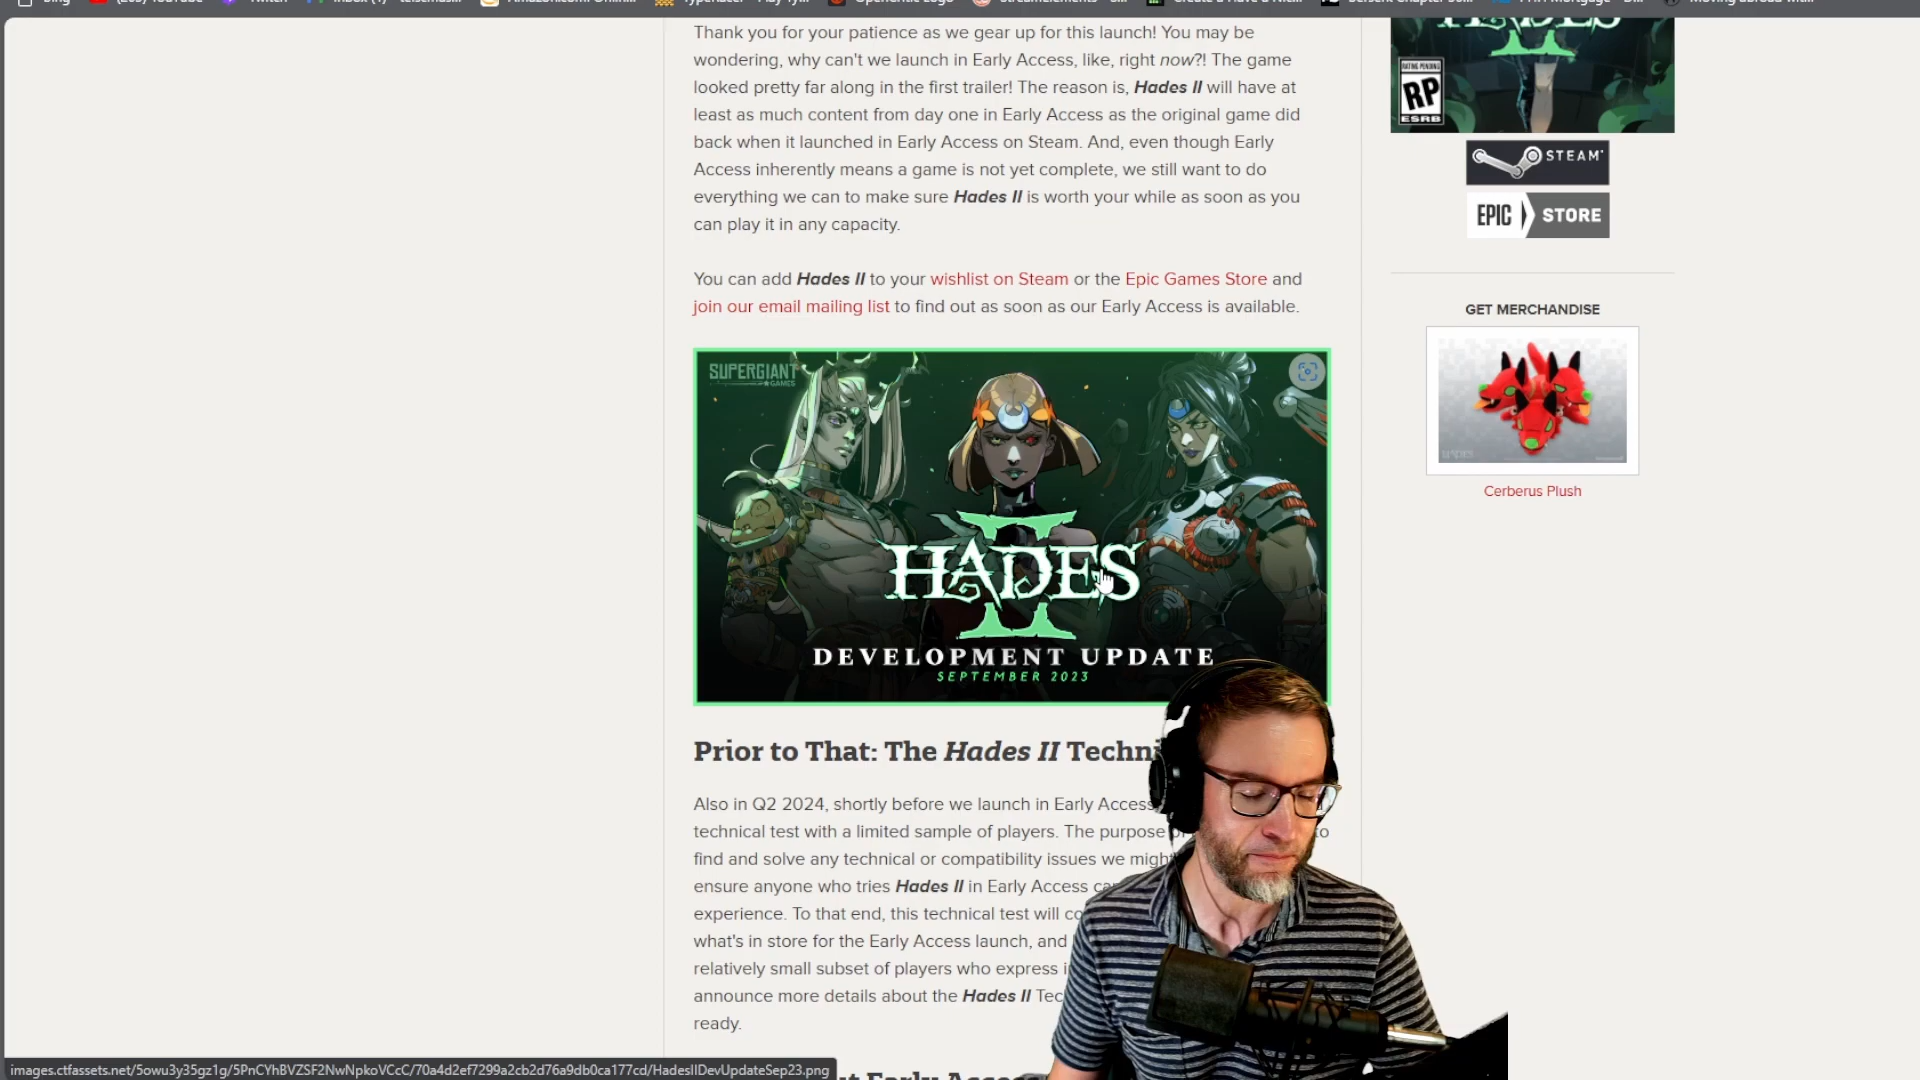 Thank you for your patience as we gear up for this launch! You may be
wondering, why can't we launch in Early Access, like, right now?! The game
looked pretty far along in the first trailer! The reason is, Hades II will have at
least as much content from day one in Early Access as the original game did
back when it launched in Early Access on Steam. And, even though Early
Access inherently means a game is not yet complete, we still want to do
everything we can to make sure Hades II is worth your while as soon as you
can play it in any capacity.
You can add Hades II to your wishlist on Steam or the Epic Games Store and
join our email mailing list to find out as soon as our Early Access is available.
SUPERGIANT
GAMES
HADES
II
DEVELOPMENT UPDATE
SEPTEMBER 2023
Prior to That: The Hades II Techni
Also in Q2 2024, shortly before we launch in Early Access
technical test with a limited sample of players. The purpose
to
find and solve any technical or compatibility issues we might
ensure anyone who tries Hades II in Early Access
experience. To that end, this technical test will
what's in store for the Early Access launch, and
relatively small subset of players who express
announce more details about the Hades II Tec
ready.
HADES
II
RATING PENDING
RP
ESRB
STEAM
EPIC STORE
GET MERCHANDISE
Cerberus Plush
images.ctfassets.net/5owu3y35gz1g/5PnCYhBVZSF2NwNpkoVCcC/70a4d2ef7299a2cb2d76a9db0ca177cd/HadesIIDevUpdateSep23.png